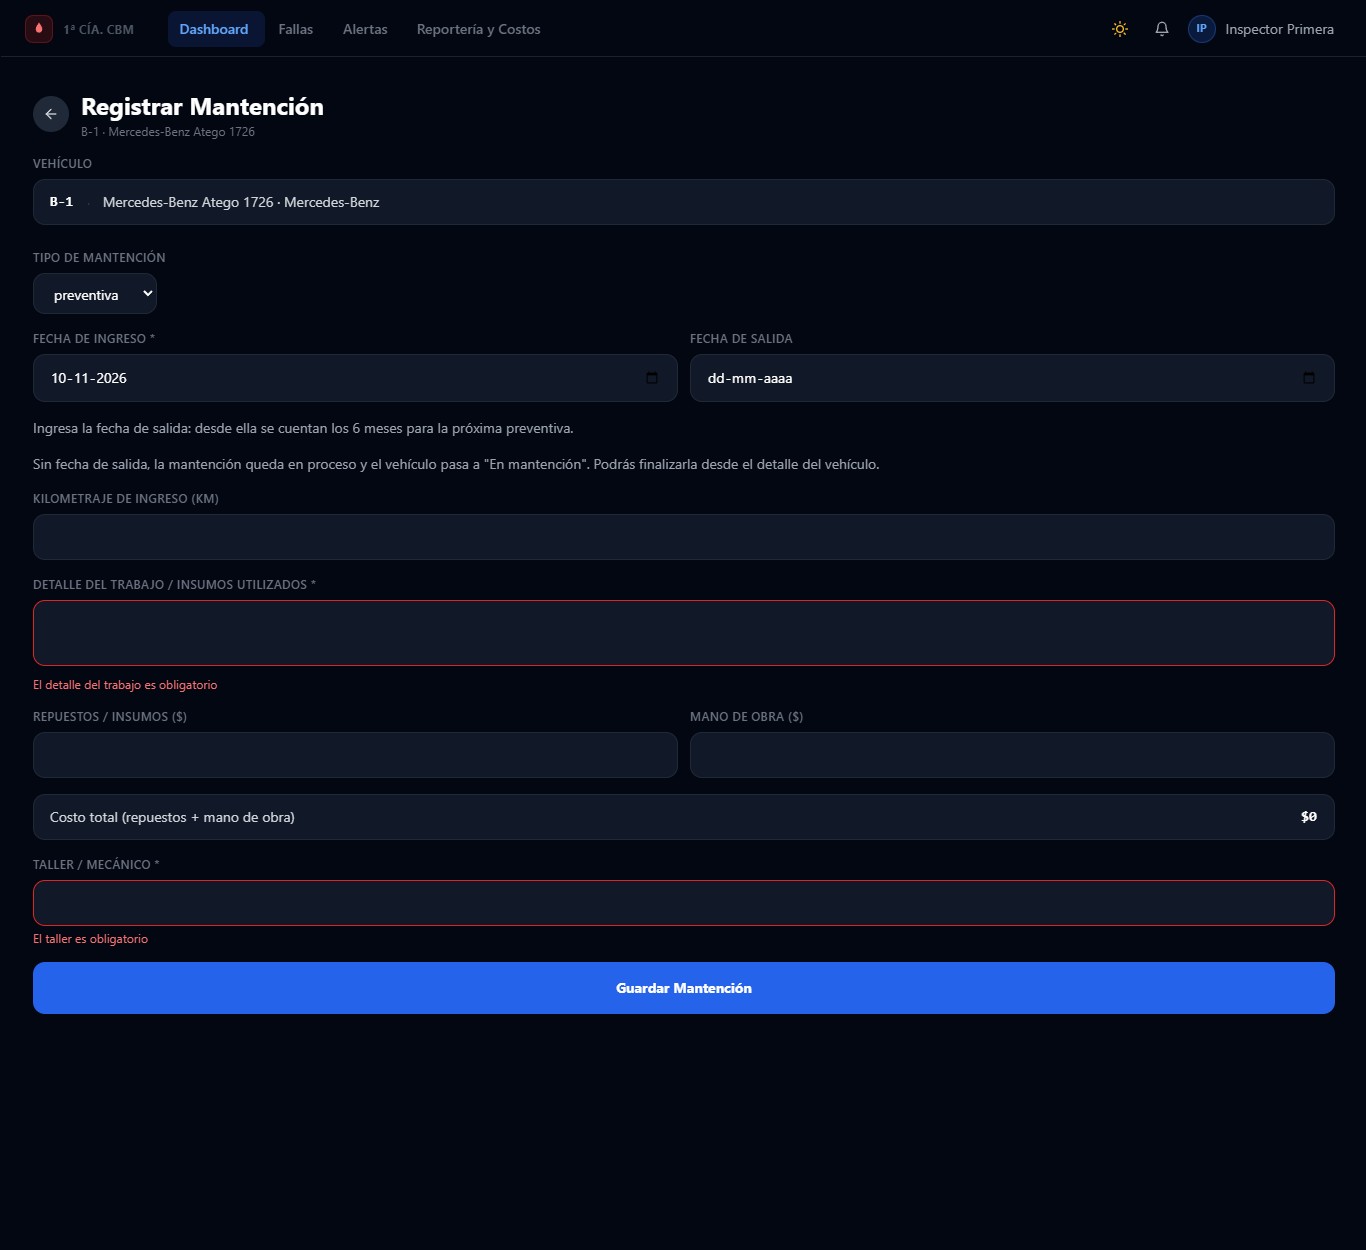 1ª CÍA. CBM
Dashboard
Fallas
Alertas
Reportería y Costos
IP
Inspector Primera
Registrar Mantención
B-1 · Mercedes-Benz Atego 1726
VEHÍCULO
B-1 · Mercedes-Benz Atego 1726 · Mercedes-Benz
TIPO DE MANTENCIÓN
preventiva
FECHA DE INGRESO *
FECHA DE SALIDA
10-11-2026
dd-mm-aaaa
Ingresa la fecha de salida: desde ella se cuentan los 6 meses para la próxima preventiva.
Sin fecha de salida, la mantención queda en proceso y el vehículo pasa a "En mantención". Podrás finalizarla desde el detalle del vehículo.
KILOMETRAJE DE INGRESO (KM)
DETALLE DEL TRABAJO / INSUMOS UTILIZADOS *
El detalle del trabajo es obligatorio
REPUESTOS / INSUMOS ($)
MANO DE OBRA ($)
Costo total (repuestos + mano de obra)
$0
TALLER / MECÁNICO *
El taller es obligatorio
Guardar Mantención